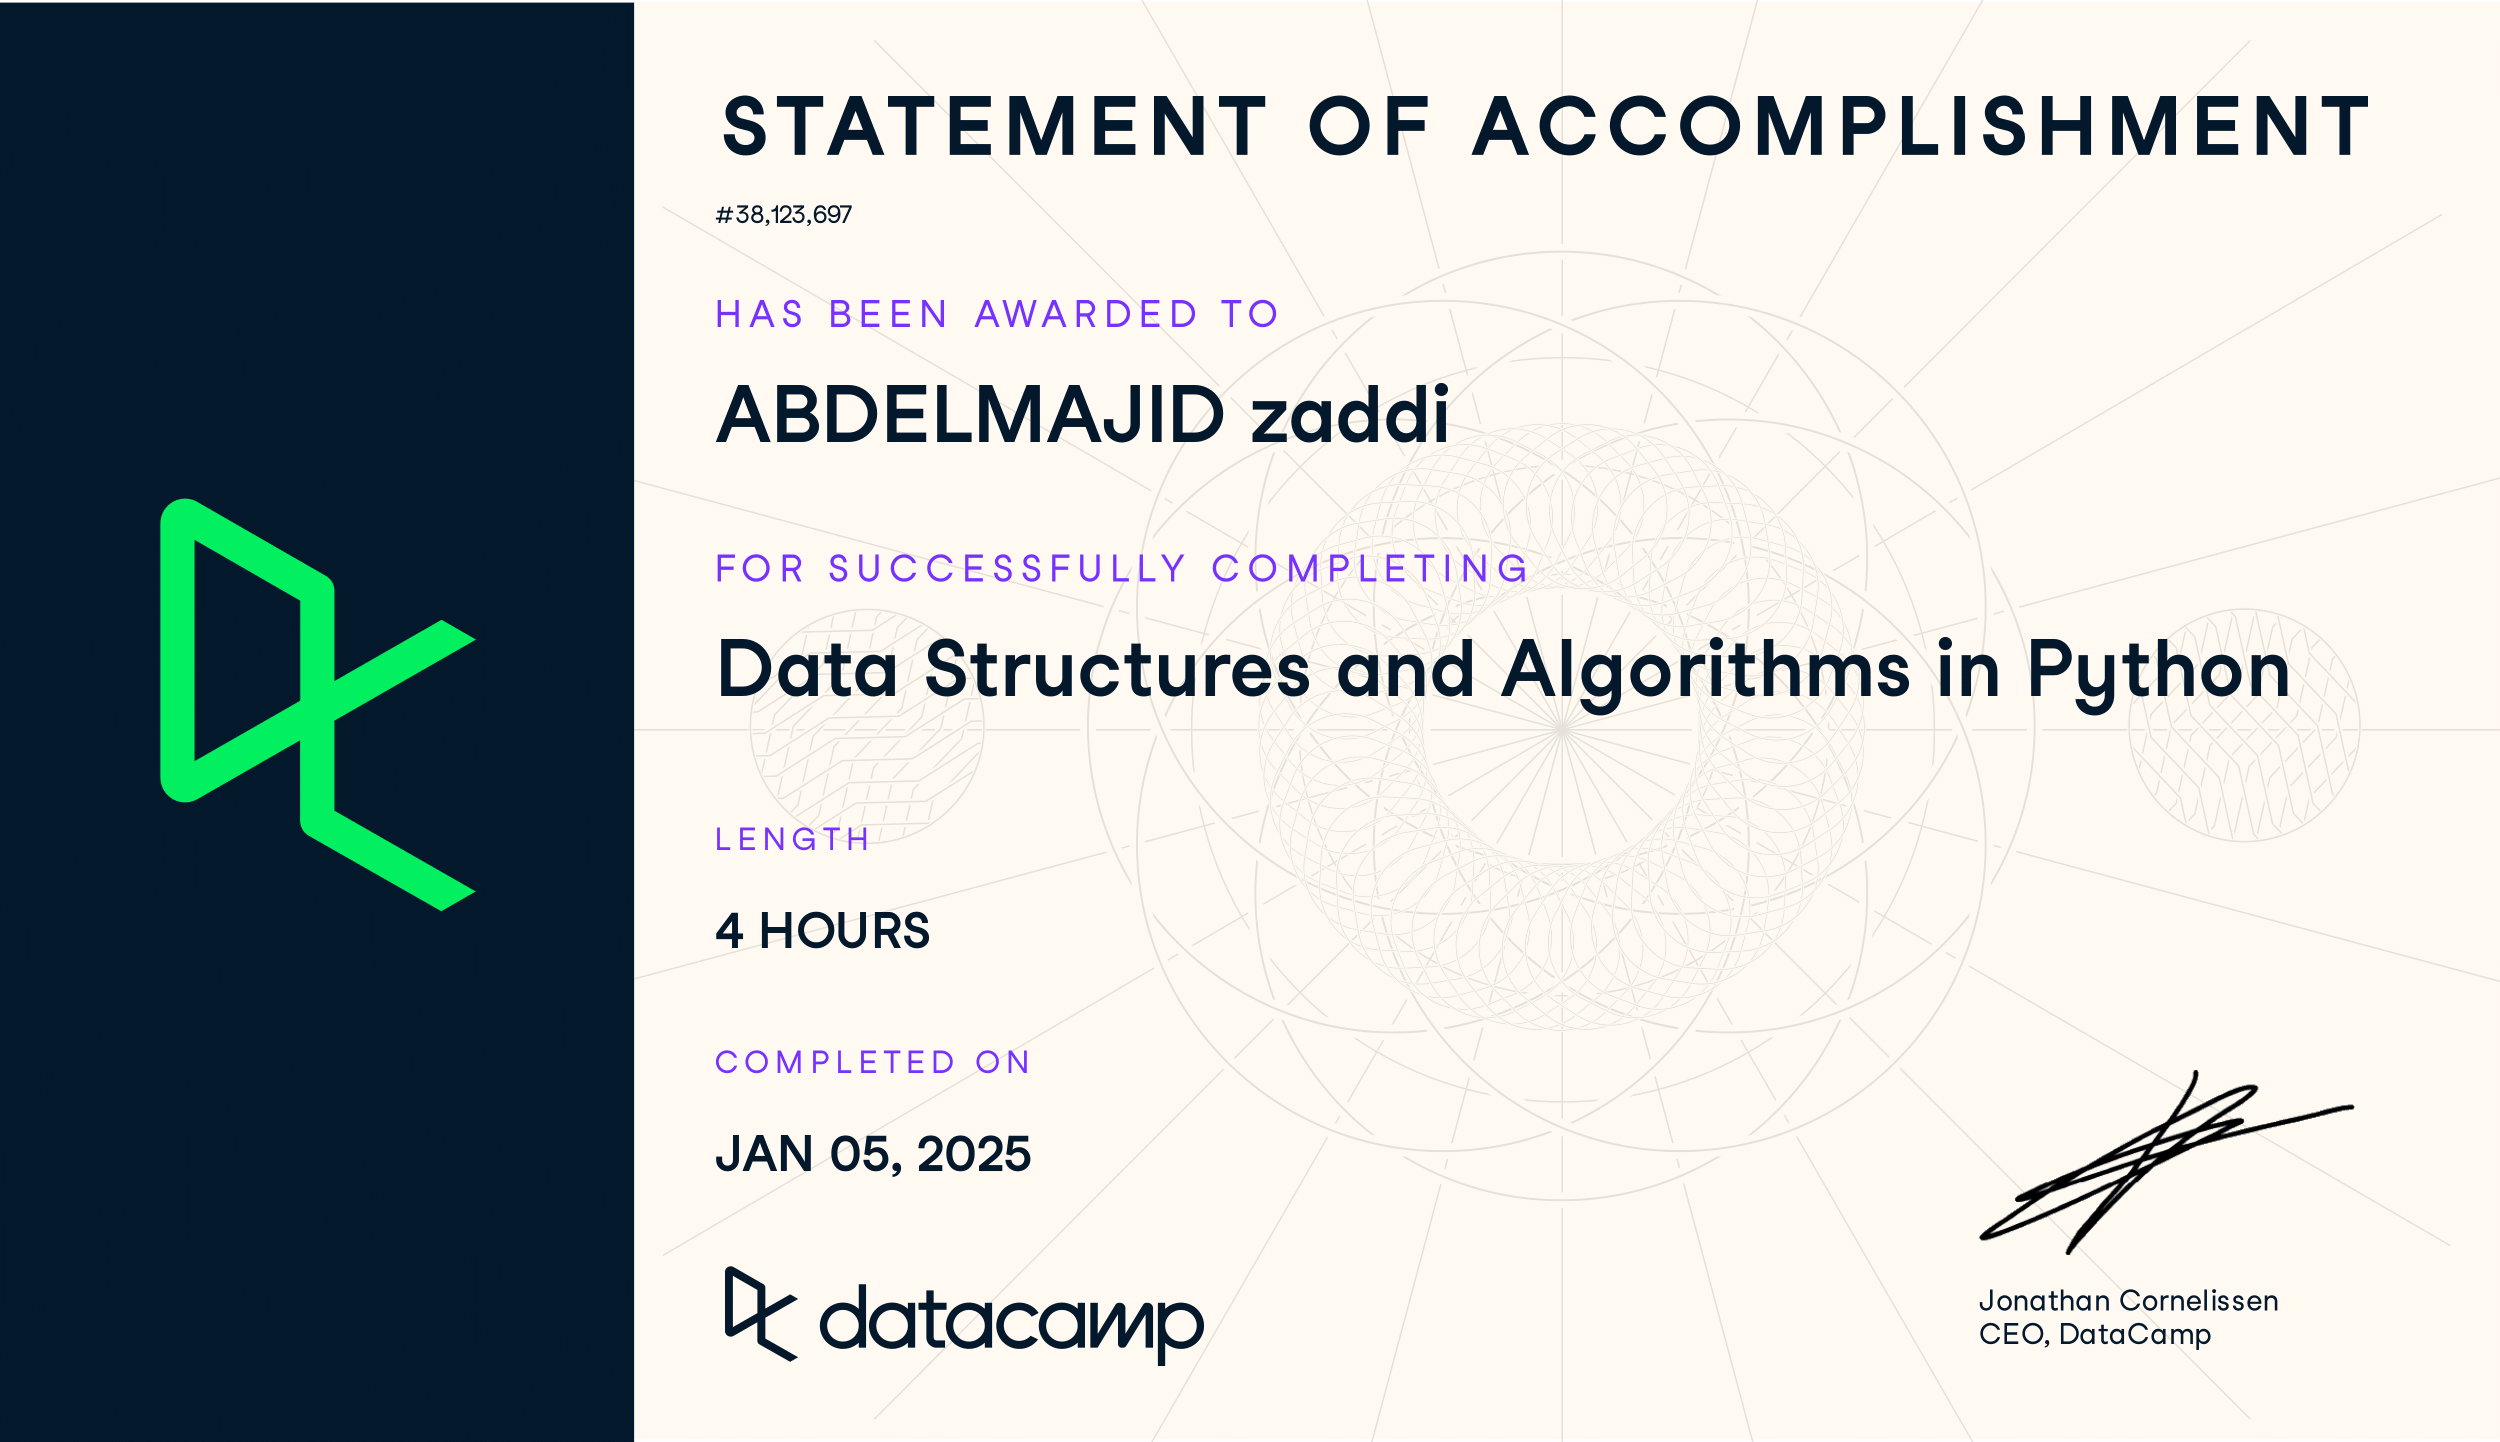 STATEMENT OF ACCOMPLISHMENT
#38,123,697
HAS BEEN AWARDED TO
ABDELMAJID zaddi
FOR SUCCESSFULLY COMPLETING
Data Structures and Algorithms in Python
LENGTH
4 HOURS
COMPLETED ON
JAN 05, 2025
datacamp
Jonathan Cornelissen
CEO, DataCamp